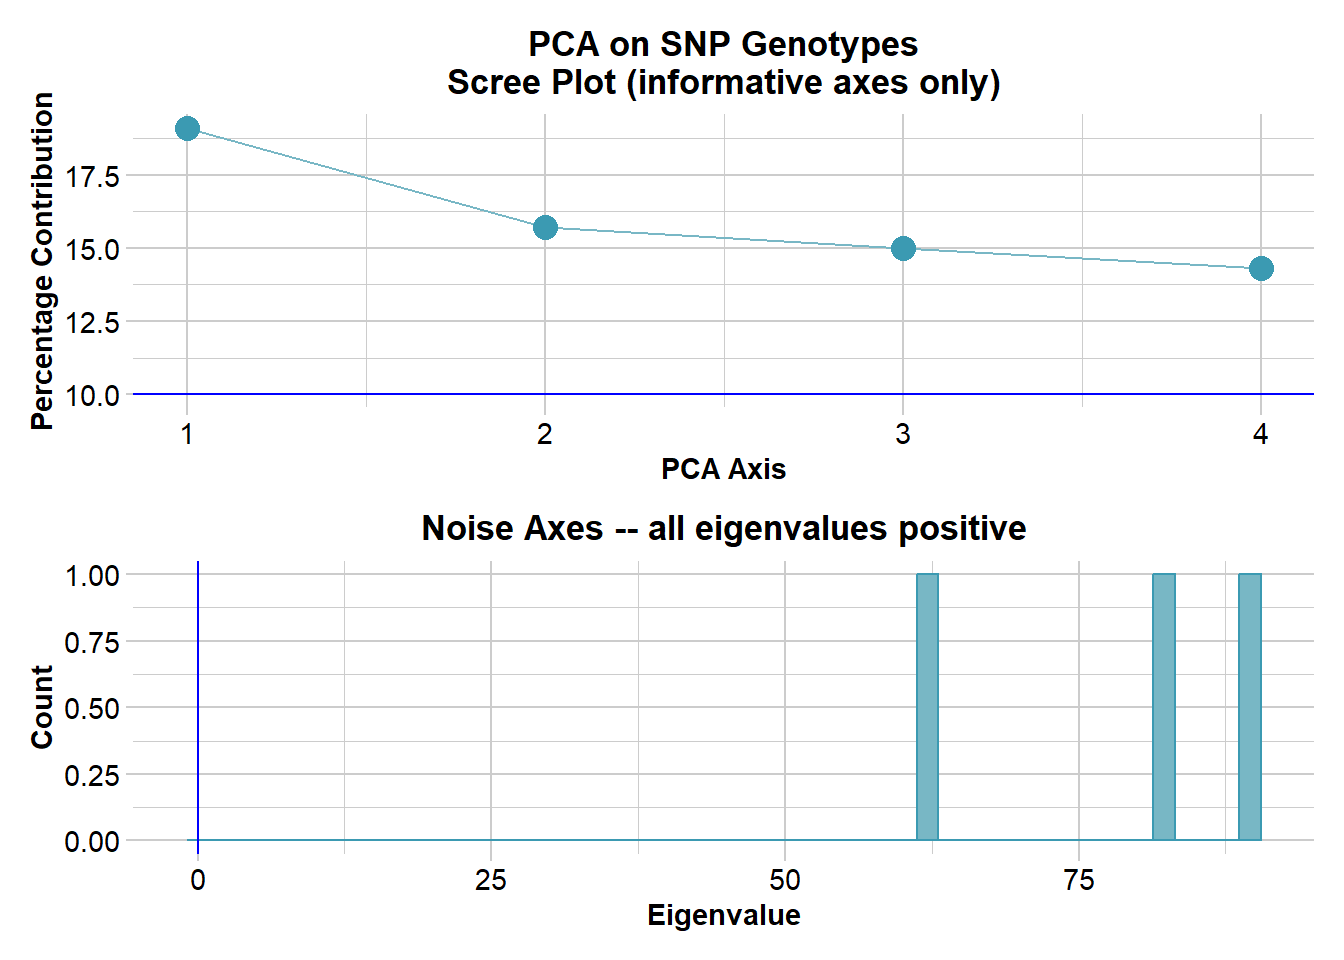 PCA on SNP Genotypes
Scree Plot (informative axes only)
Percentage Contribution
17.5
15.0
12.5
10.0
1 2 3 4
PCA Axis
Noise Axes -- all eigenvalues positive
Count
1.00
0.75
0.50
0.25
0.00
0 25 50 75
Eigenvalue